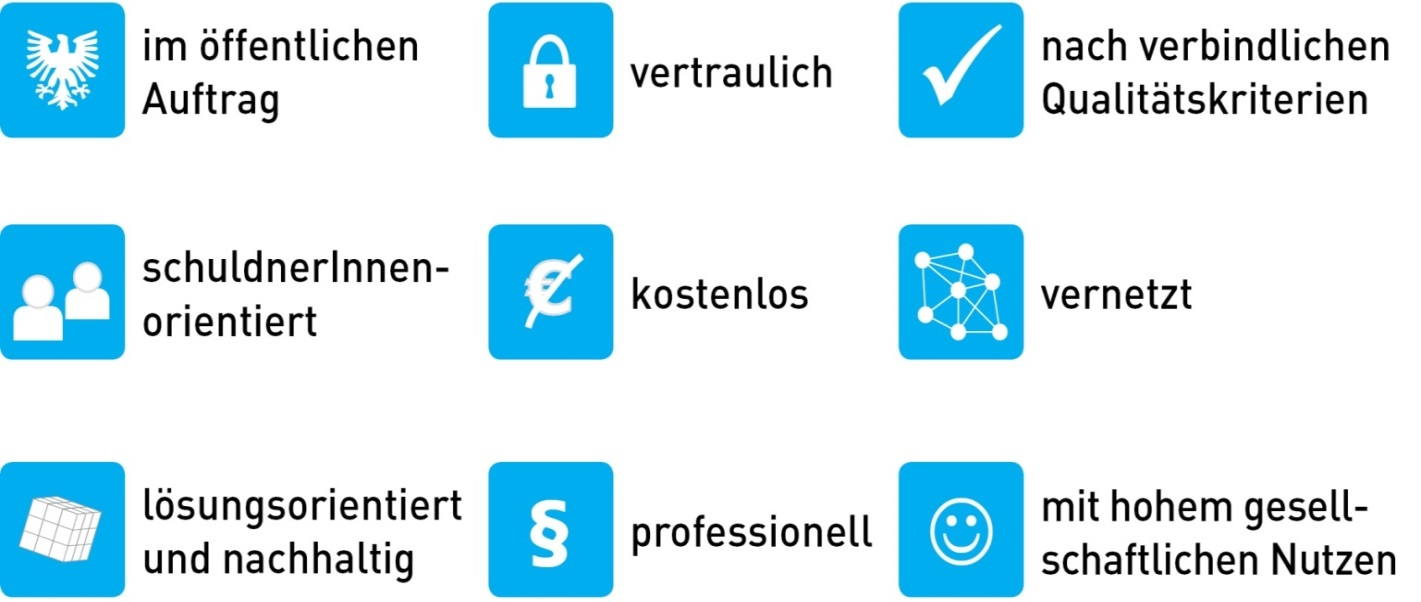 im öffentlichen
Auftrag
vertraulich
nach verbindlichen
Qualitätskriterien
schuldnerInnen-
orientiert
€
kostenlos
vernetzt
lösungsorientiert
und nachhaltig
§
professionell
mit hohem gesell-
schaftlichen Nutzen